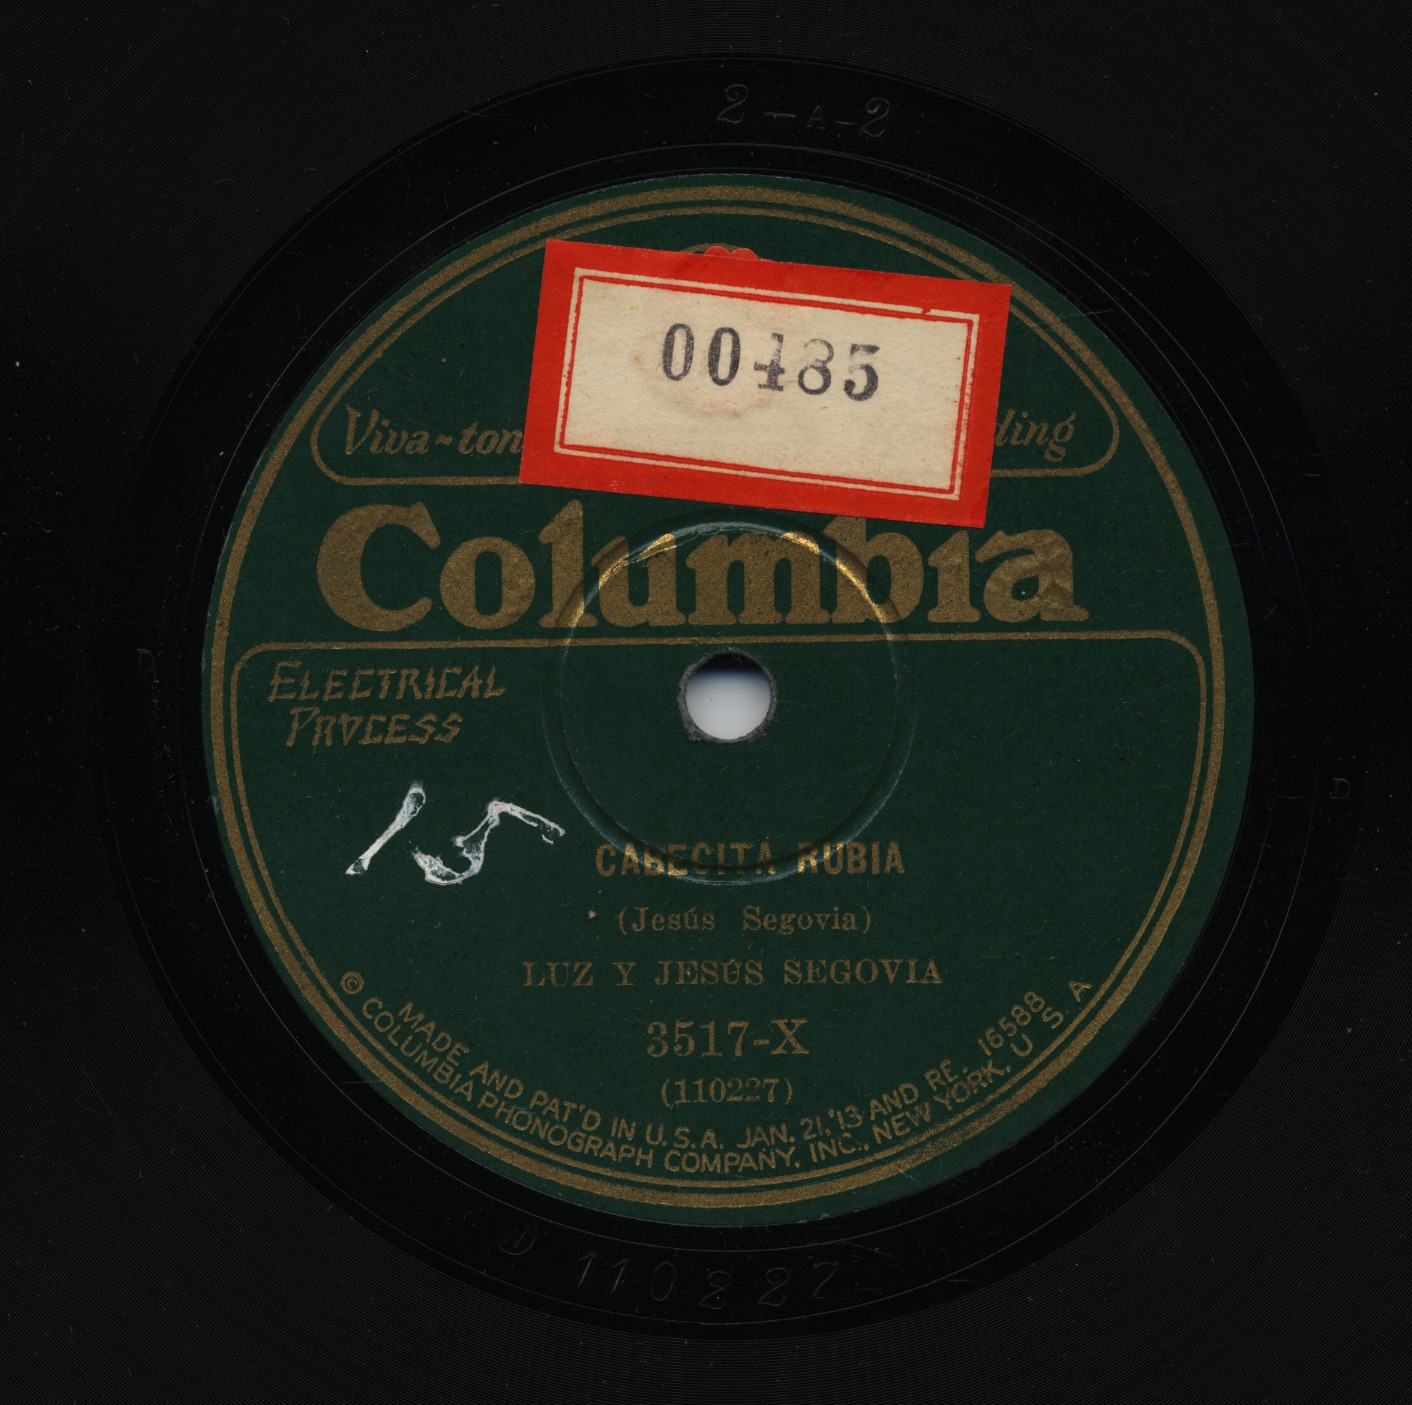 2-A-2
00485
Viva-ton ding
Columbia
ELECTRICAL
PROCESS
D
D
15
CABECITA RUBIA
(Jesús Segovia)
LUZ Y JESÚS SEGOVIA
3517-X
(110227)
MADE AND PAT'D IN U.S.A. JAN. 21,'13 AND RE. 16588
© COLUMBIA PHONOGRAPH COMPANY, INC., NEW YORK, U. S. A
W 110227